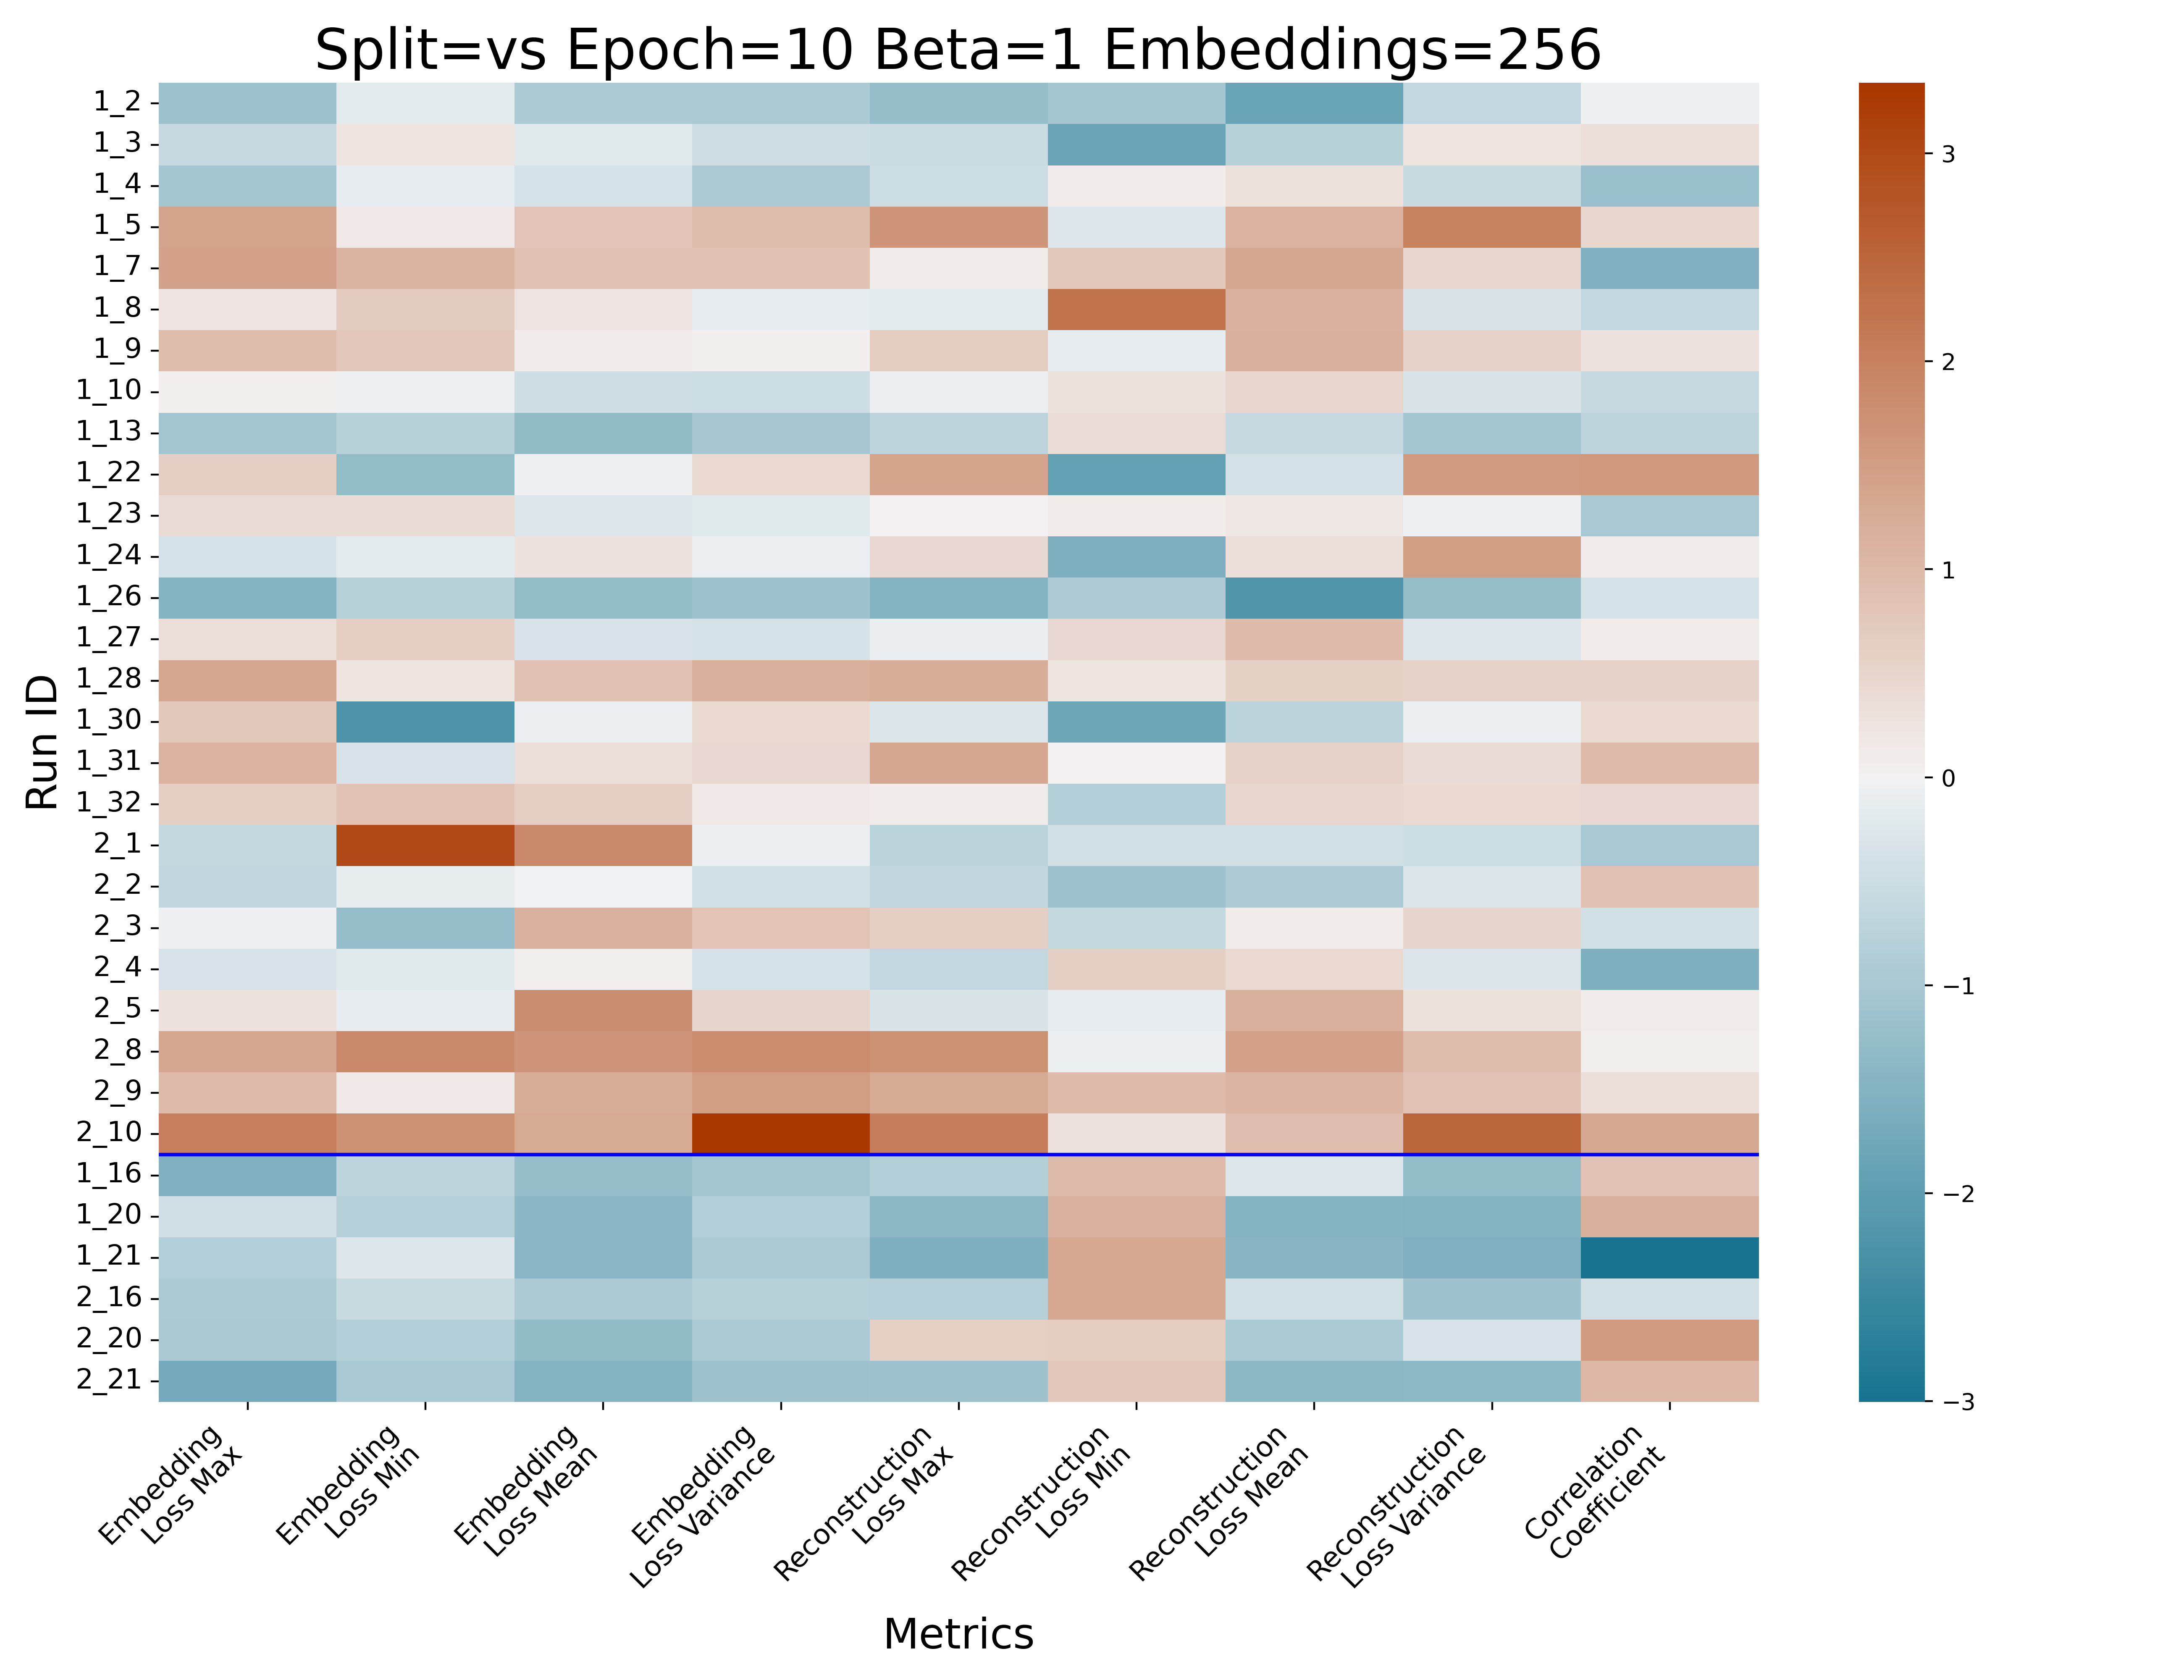 Split=vs Epoch=10 Beta=1 Embeddings=256
Run ID
1_2
1_3
1_4
1_5
1_7
1_8
1_9
1_10
1_13
1_22
1_23
1_24
1_26
1_27
1_28
1_30
1_31
1_32
2_1
2_2
2_3
2_4
2_5
2_8
2_9
2_10
1_16
1_20
1_21
2_16
2_20
2_21
Embedding
Loss Max
Embedding
Loss Min
Embedding
Loss Mean
Embedding
Loss Variance
Reconstruction
Loss Max
Reconstruction
Loss Min
Reconstruction
Loss Mean
Reconstruction
Loss Variance
Correlation
Coefficient
Metrics
3
2
1
0
−1
−2
−3